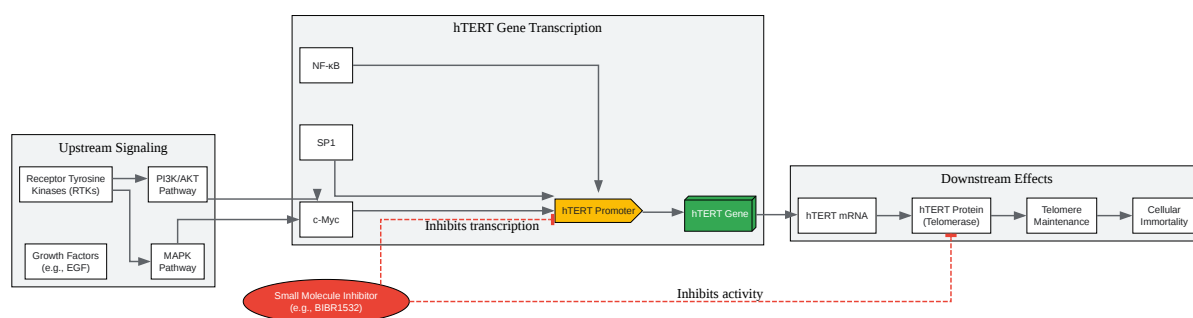 hTERT Gene Transcription
NF-κB
SP1
c-Myc
hTERT Promoter
hTERT Gene
Inhibits transcription
Upstream Signaling
Receptor Tyrosine
Kinases (RTKs)
PI3K/AKT
Pathway
Growth Factors
(e.g., EGF)
MAPK
Pathway
Downstream Effects
hTERT mRNA
hTERT Protein
(Telomerase)
Telomere
Maintenance
Cellular
Immortality
Small Molecule Inhibitor
(e.g., BIBR1532)
Inhibits activity